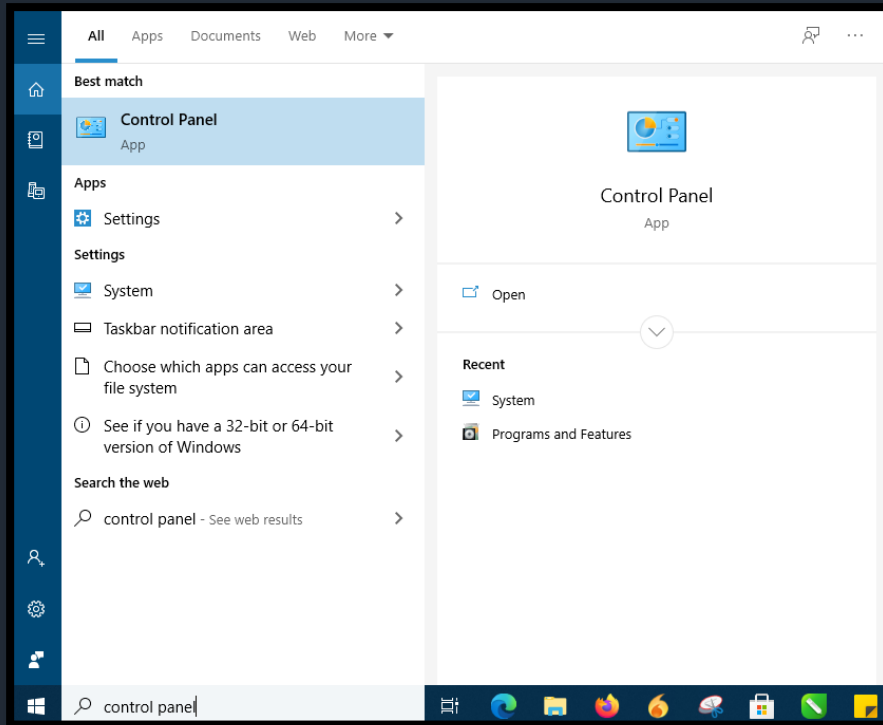 All Apps Documents Web More
Best match
Control Panel
App
Apps
Settings
Settings
System
Taskbar notification area
Choose which apps can access your
file system
See if you have a 32-bit or 64-bit
version of Windows
Search the web
control panel - See web results
Control Panel
App
Open
Recent
System
Programs and Features
control panel